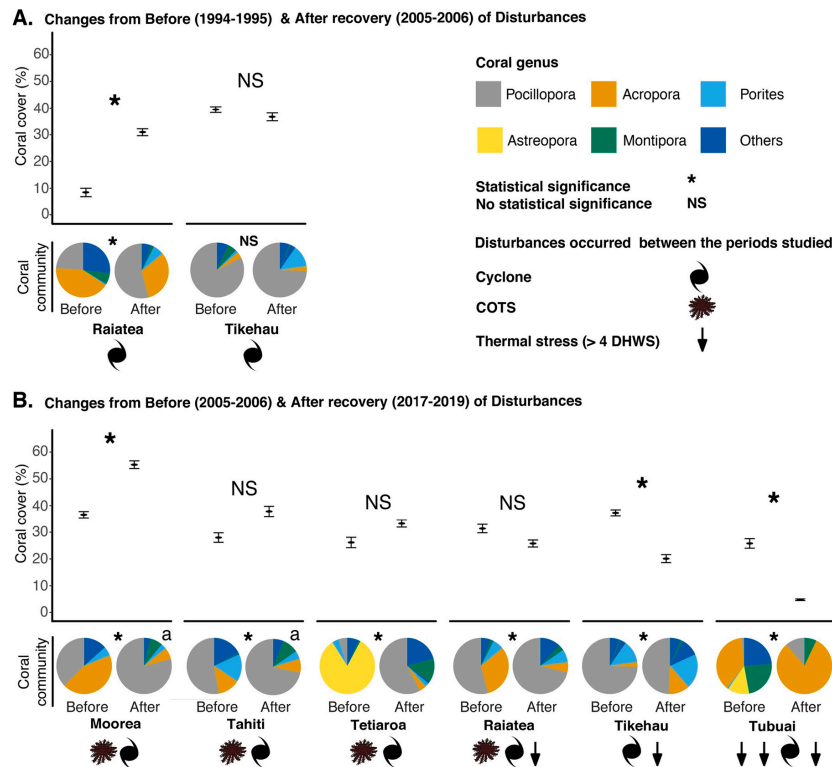 A. Changes from Before (1994-1995) & After recovery (2005-2006) of Disturbances
Coral cover (%)
60
50
40
30
20
10
0
*
NS
Coral community
*
NS
Before After Before After
Raiatea Tikehau
Coral genus
Pocillopora Acropora Porites
Astreopora Montipora Others
Statistical significance *
No statistical significance NS
Disturbances occurred between the periods studied
Cyclone
COTS
Thermal stress (> 4 DHWS)
B. Changes from Before (2005-2006) & After recovery (2017-2019) of Disturbances
Coral cover (%)
60
50
40
30
20
10
0
* NS NS NS * *
Coral community
* a * a * * * *
Before After Before After Before After Before After Before After Before After
Moorea Tahiti Tetiaroa Raiatea Tikehau Tubuai